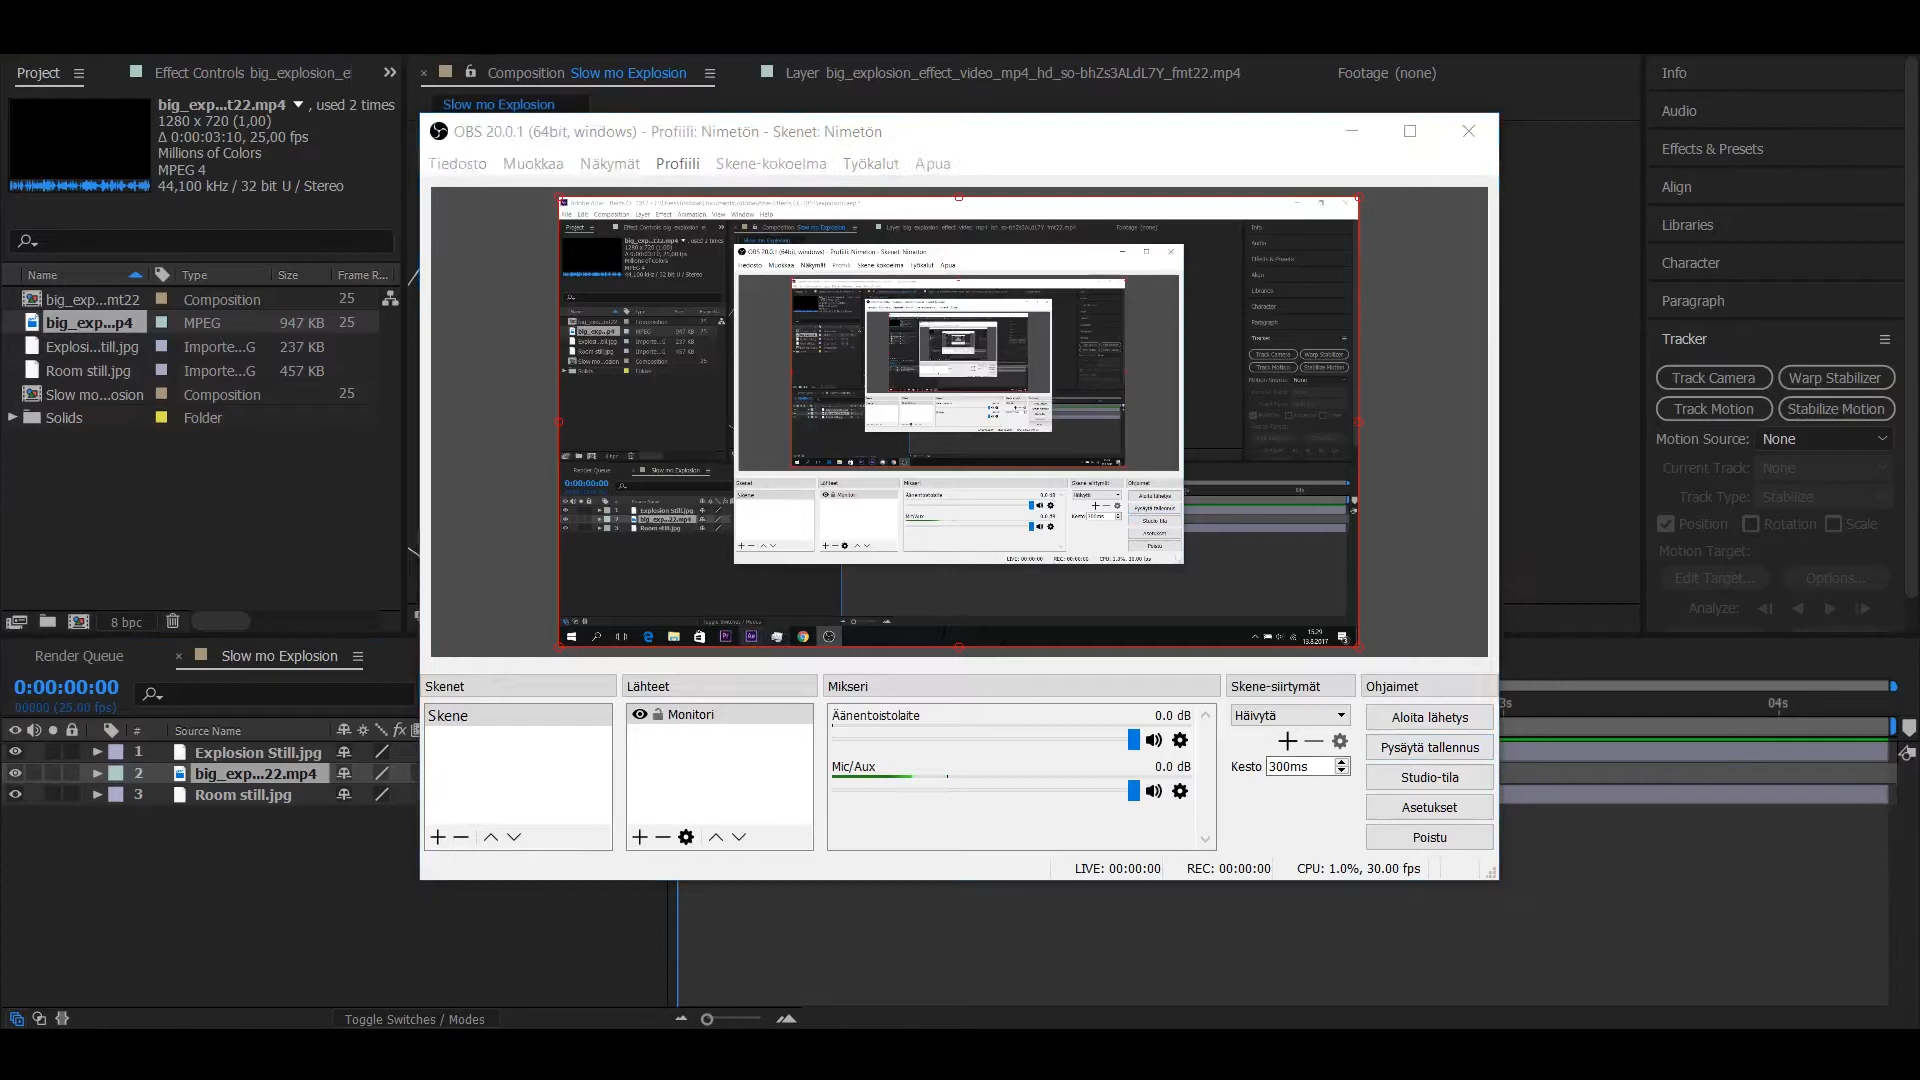 Project
Effect Controls big_explosion_e
Composition Slow mo Explosion
Layer big_explosion_effect_video_mp4_hd_so-bhZs3ALdL7Y_fmt22.mp4
Footage (none)
Slow mo Explosion
big_exp...t22.mp4 , used 2 times
1280 x 720 (1,00)
Δ 0:00:03:10, 25,00 fps
Millions of Colors
MPEG 4
44,100 kHz / 32 bit U / Stereo
Name Type Size Frame R...
big_exp...mt22 Composition 25
big_exp...p4 MPEG 947 KB 25
Explosi...till.jpg Importe...G 237 KB
Room still.jpg Importe...G 457 KB
Slow mo...osion Composition 25
Solids Folder
8 bpc
OBS 20.0.1 (64bit, windows) - Profiili: Nimetön - Skenet: Nimetön
Tiedosto Muokkaa Näkymät Profiili Skene-kokoelma Työkalut Apua
Skenet
Skene
Lähteet
Monitori
Mikseri
Äänentoistolaite 0.0 dB
Mic/Aux 0.0 dB
Skene-siirtymät
Häivytä
Kesto 300ms
Ohjaimet
Aloita lähetys
Pysäytä tallennus
Studio-tila
Asetukset
Poistu
LIVE: 00:00:00 REC: 00:00:00 CPU: 1.0%, 30.00 fps
Info
Audio
Effects & Presets
Align
Libraries
Character
Paragraph
Tracker
Track Camera Warp Stabilizer
Track Motion Stabilize Motion
Motion Source: None
Current Track: None
Track Type: Stabilize
Position Rotation Scale
Motion Target:
Edit Target... Options...
Analyze:
Render Queue
Slow mo Explosion
0:00:00:00
00000 (25.00 fps)
# Source Name
1 Explosion Still.jpg
2 big_exp...22.mp4
3 Room still.jpg
3s 04s
Toggle Switches / Modes
15.29
13.8.2017